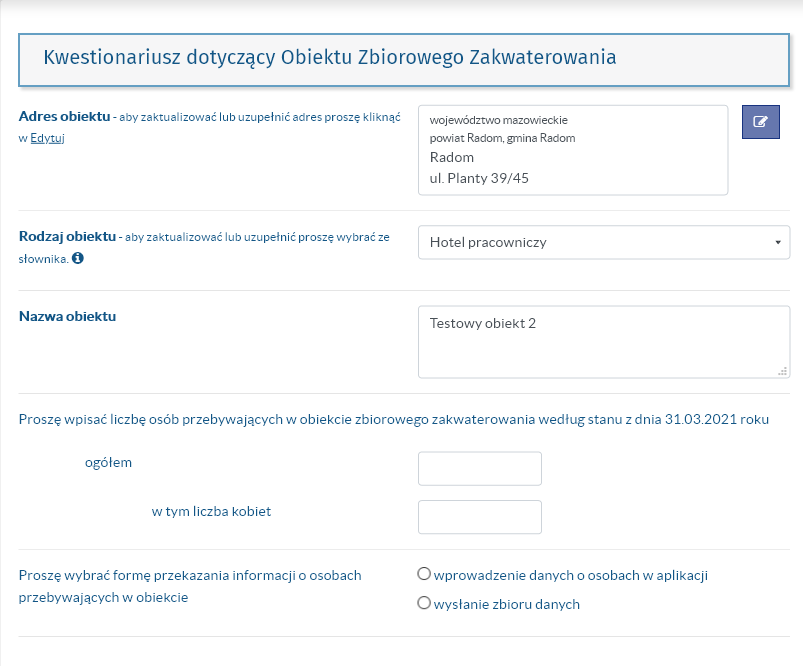 Kwestionariusz dotyczący Obiektu Zbiorowego Zakwaterowania
Adres obiektu - aby zaktualizować lub uzupełnić adres proszę kliknąć
w Edytuj
województwo mazowieckie
powiat Radom, gmina Radom
Radom
ul. Planty 39/45
Rodzaj obiektu - aby zaktualizować lub uzupełnić proszę wybrać ze
słownika.
Hotel pracowniczy
Nazwa obiektu
Testowy obiekt 2
Proszę wpisać liczbę osób przebywających w obiekcie zbiorowego zakwaterowania według stanu z dnia 31.03.2021 roku
ogółem
w tym liczba kobiet
Proszę wybrać formę przekazania informacji o osobach
przebywających w obiekcie
wprowadzenie danych o osobach w aplikacji
wysłanie zbioru danych